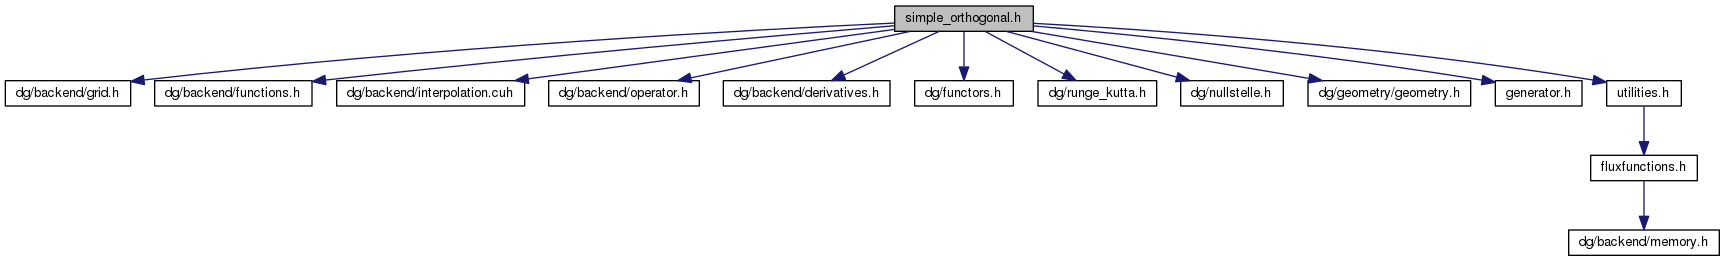 simple_orthogonal.h
dg/backend/grid.h
dg/backend/functions.h
dg/backend/interpolation.cuh
dg/backend/operator.h
dg/backend/derivatives.h
dg/functors.h
dg/runge_kutta.h
dg/nullstelle.h
dg/geometry/geometry.h
generator.h
utilities.h
fluxfunctions.h
dg/backend/memory.h